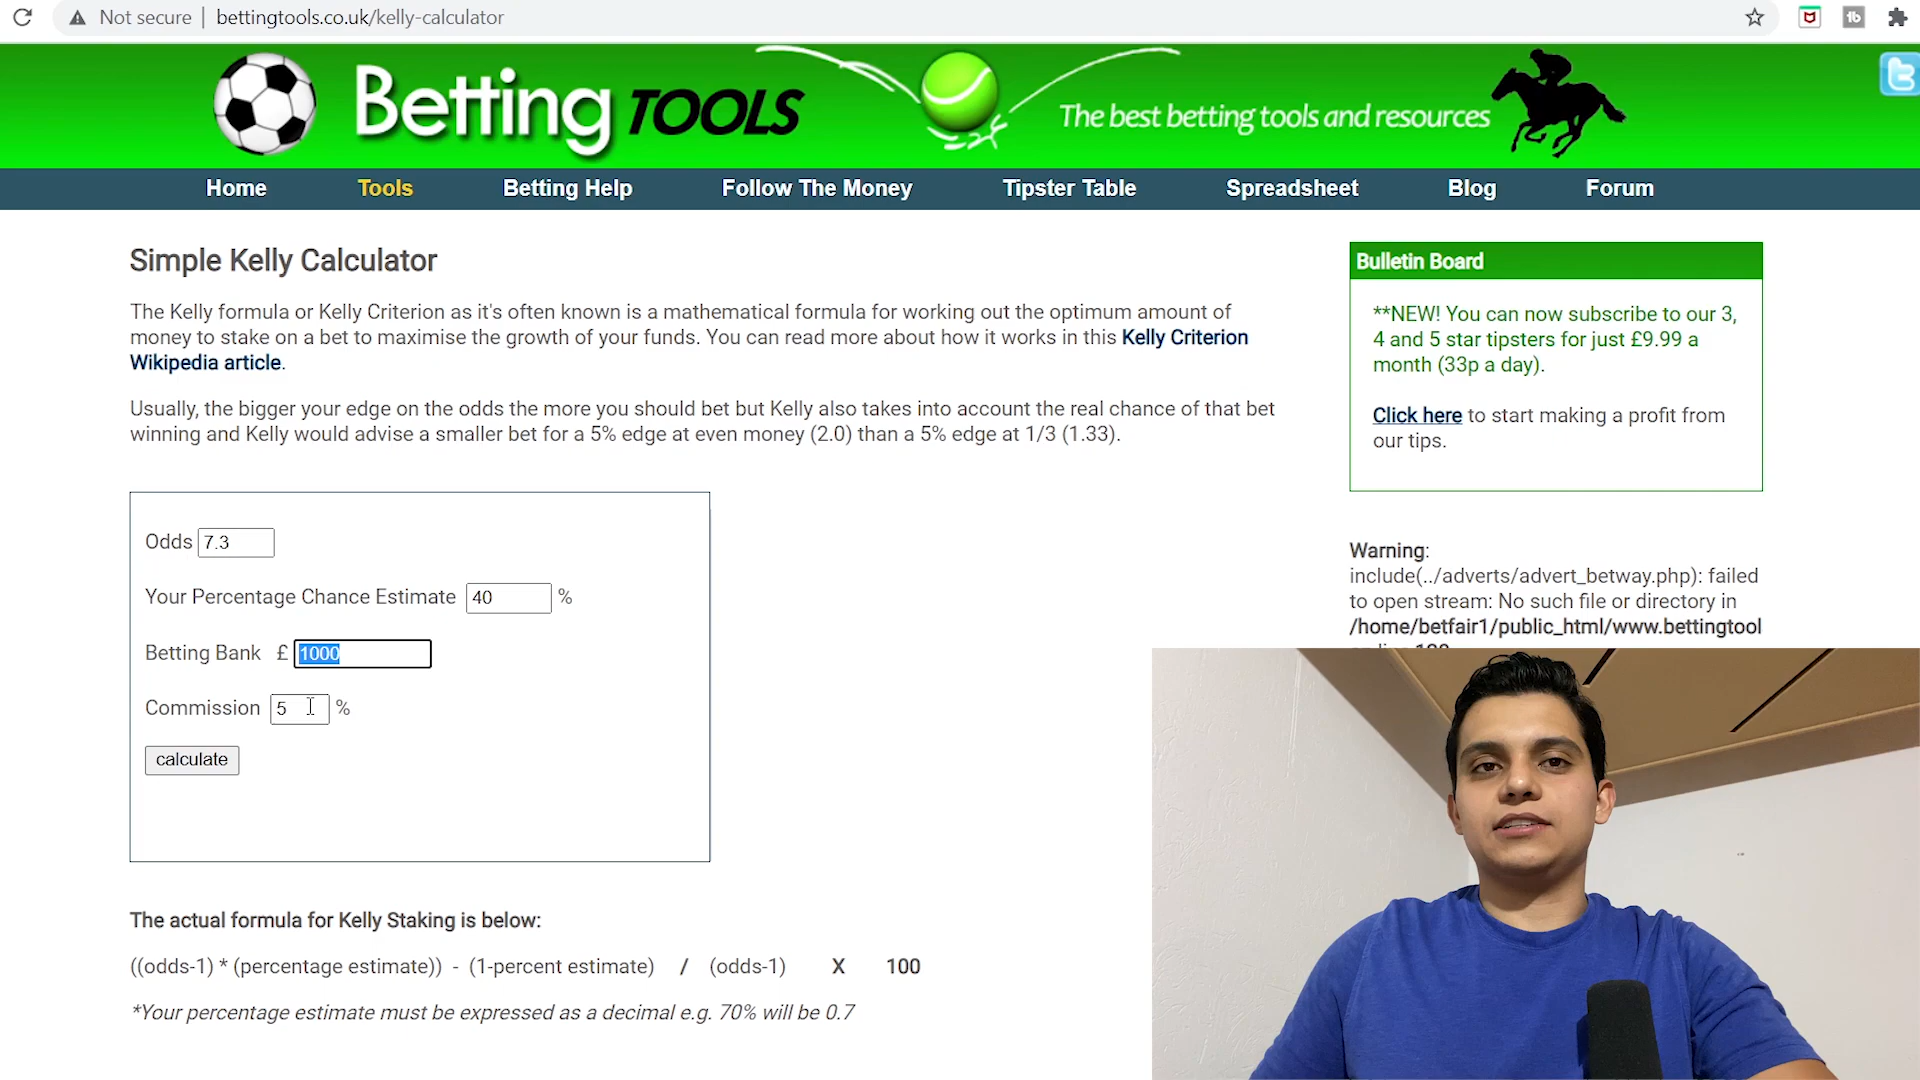 Not secure | bettingtools.co.uk/kelly-calculator
Betting TOOLS
The best betting tools and resources
Home Tools Betting Help Follow The Money Tipster Table Spreadsheet Blog Forum
Simple Kelly Calculator
The Kelly formula or Kelly Criterion as it's often known is a mathematical formula for working out the optimum amount of
money to stake on a bet to maximise the growth of your funds. You can read more about how it works in this Kelly Criterion
Wikipedia article.
Usually, the bigger your edge on the odds the more you should bet but Kelly also takes into account the real chance of that bet
winning and Kelly would advise a smaller bet for a 5% edge at even money (2.0) than a 5% edge at 1/3 (1.33).
Odds 7.3
Your Percentage Chance Estimate 40 %
Betting Bank £ 1000
Commission 5 %
calculate
The actual formula for Kelly Staking is below:
((odds-1) * (percentage estimate)) - (1-percent estimate) / (odds-1) X 100
*Your percentage estimate must be expressed as a decimal e.g. 70% will be 0.7
Bulletin Board
**NEW! You can now subscribe to our 3,
4 and 5 star tipsters for just £9.99 a
month (33p a day).
Click here to start making a profit from
our tips.
Warning:
include(../adverts/advert_betway.php): failed
to open stream: No such file or directory in
/home/betfair1/public_html/www.bettingtool